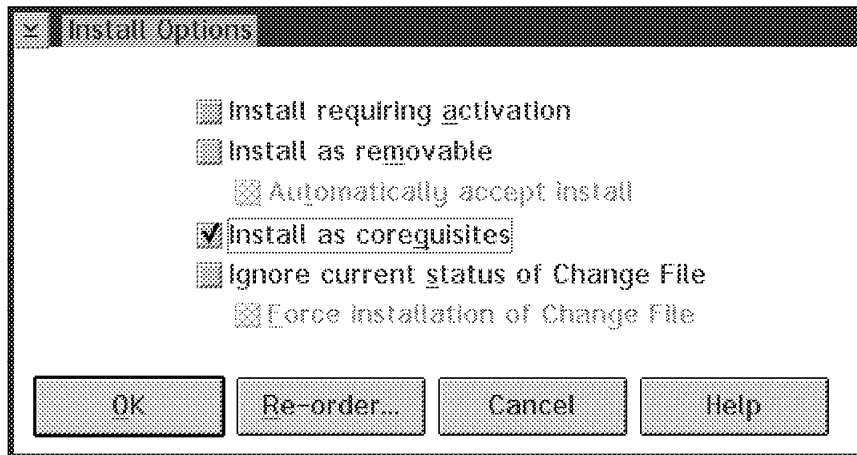 Install Options
Install requiring activation
Install as removable
Automatically accept install
Install as corequisites
Ignore current status of Change File
Force installation of Change File
OK Re-order... Cancel Help